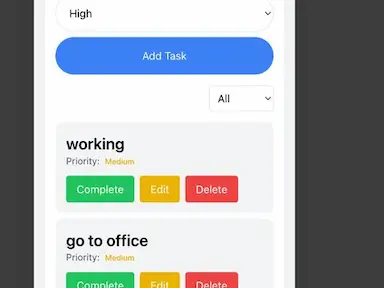 High
Add Task
All
working
Priority: Medium
Complete Edit Delete
go to office
Priority: Medium
Complete Edit Delete